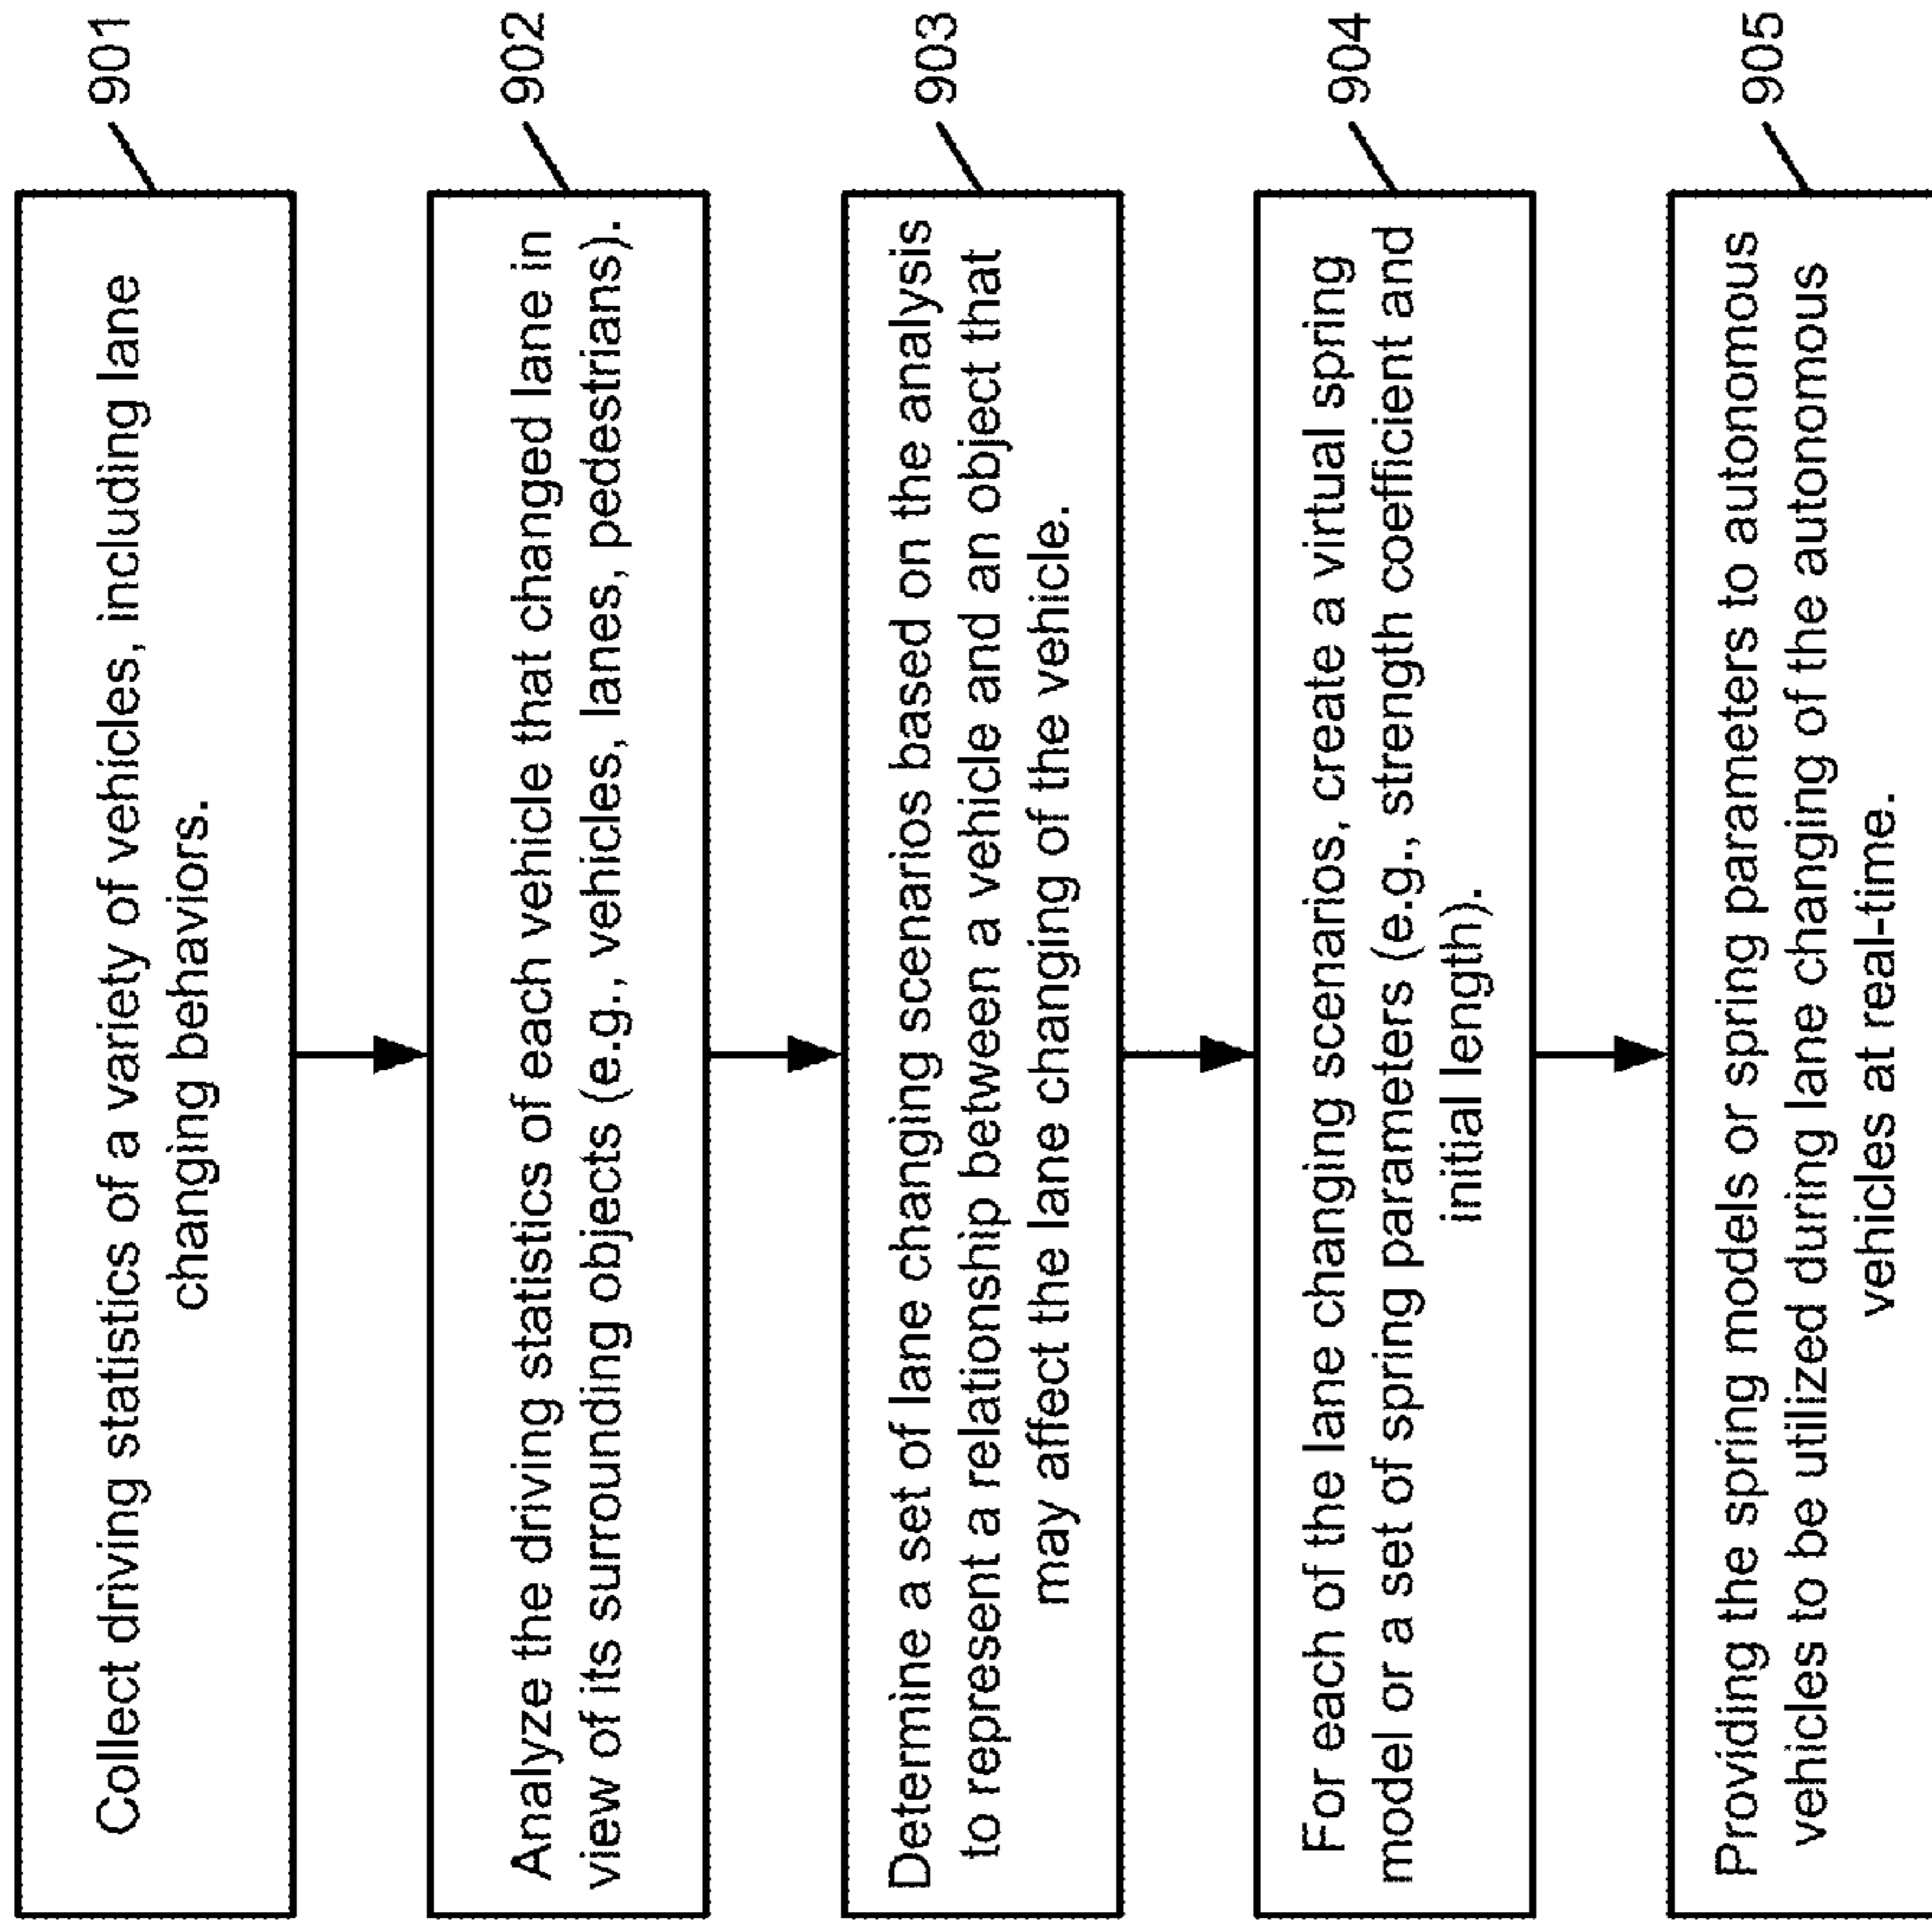 Collect driving statistics of a variety of vehicles, including lane
changing behaviors.
901
Analyze the driving statistics of each vehicle that changed lane in
view of its surrounding objects (e.g., vehicles, lanes, pedestrians).
902
Determine a set of lane changing scenarios based on the analysis
to represent a relationship between a vehicle and an object that
may affect the lane changing of the vehicle.
903
For each of the lane changing scenarios, create a virtual spring
model or a set of spring parameters (e.g., strength coefficient and
initial length).
904
Providing the spring models or spring parameters to autonomous
vehicles to be utilized during lane changing of the autonomous
vehicles at real-time.
905